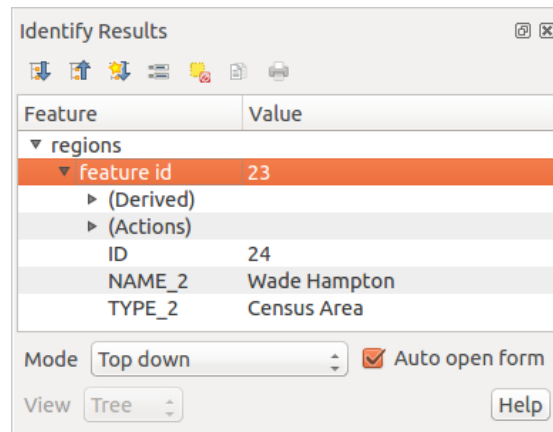 Identify Results
Feature Value
regions
feature id 23
(Derived)
(Actions)
ID 24
NAME_2 Wade Hampton
TYPE_2 Census Area
Mode Top down Auto open form
View Tree Help